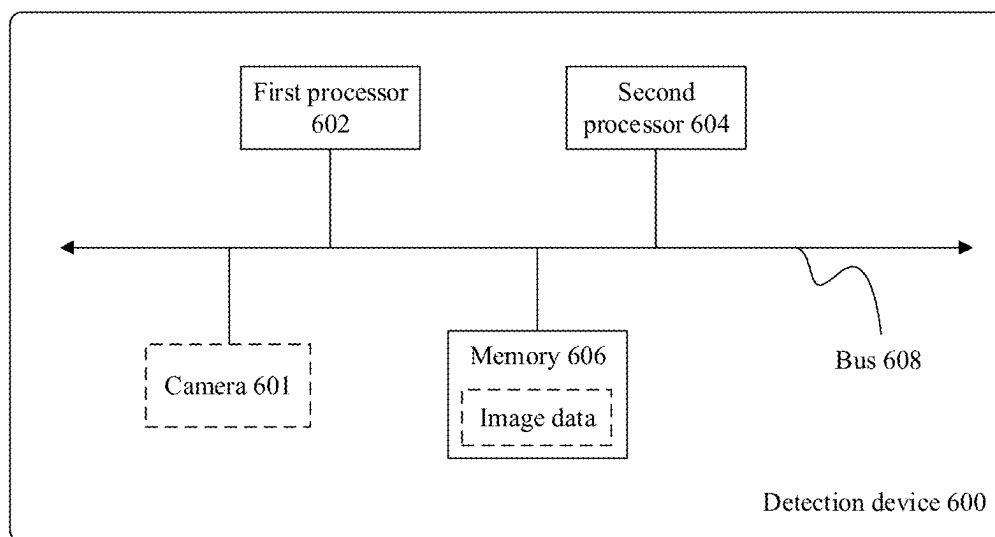 First processor
602
Second
processor 604
Camera 601
Memory 606
Image data
Bus 608
Detection device 600